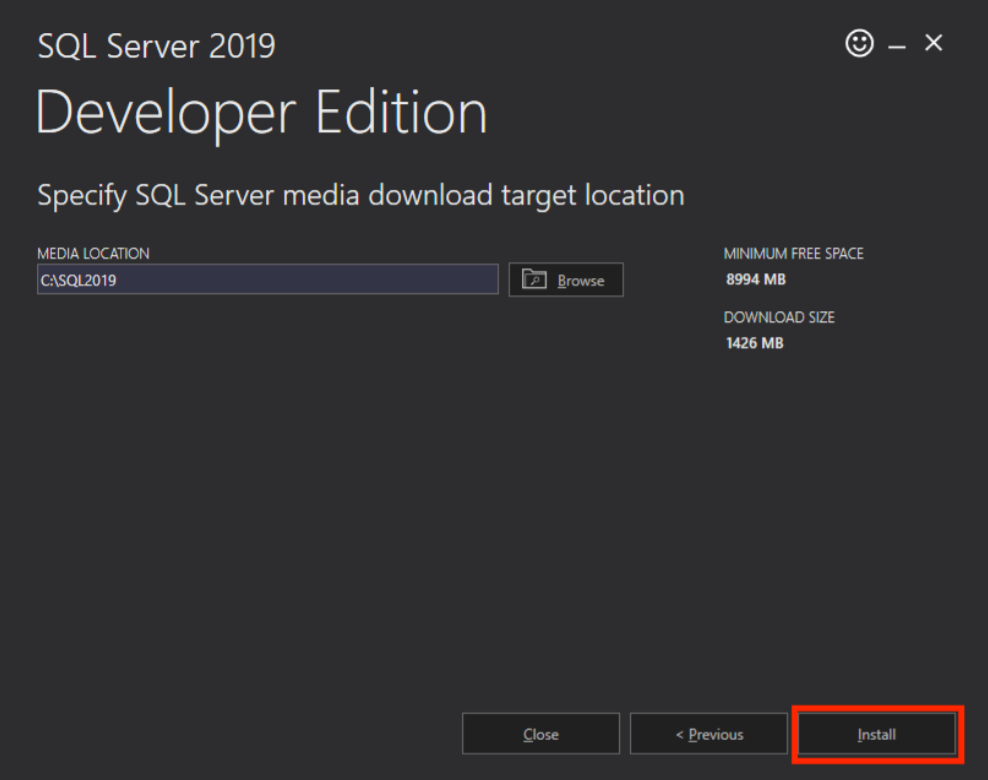 SQL Server 2019
Developer Edition
Specify SQL Server media download target location
MEDIA LOCATION
C:\SQL2019
Browse
MINIMUM FREE SPACE
8994 MB
DOWNLOAD SIZE
1426 MB
Close
< Previous
Install